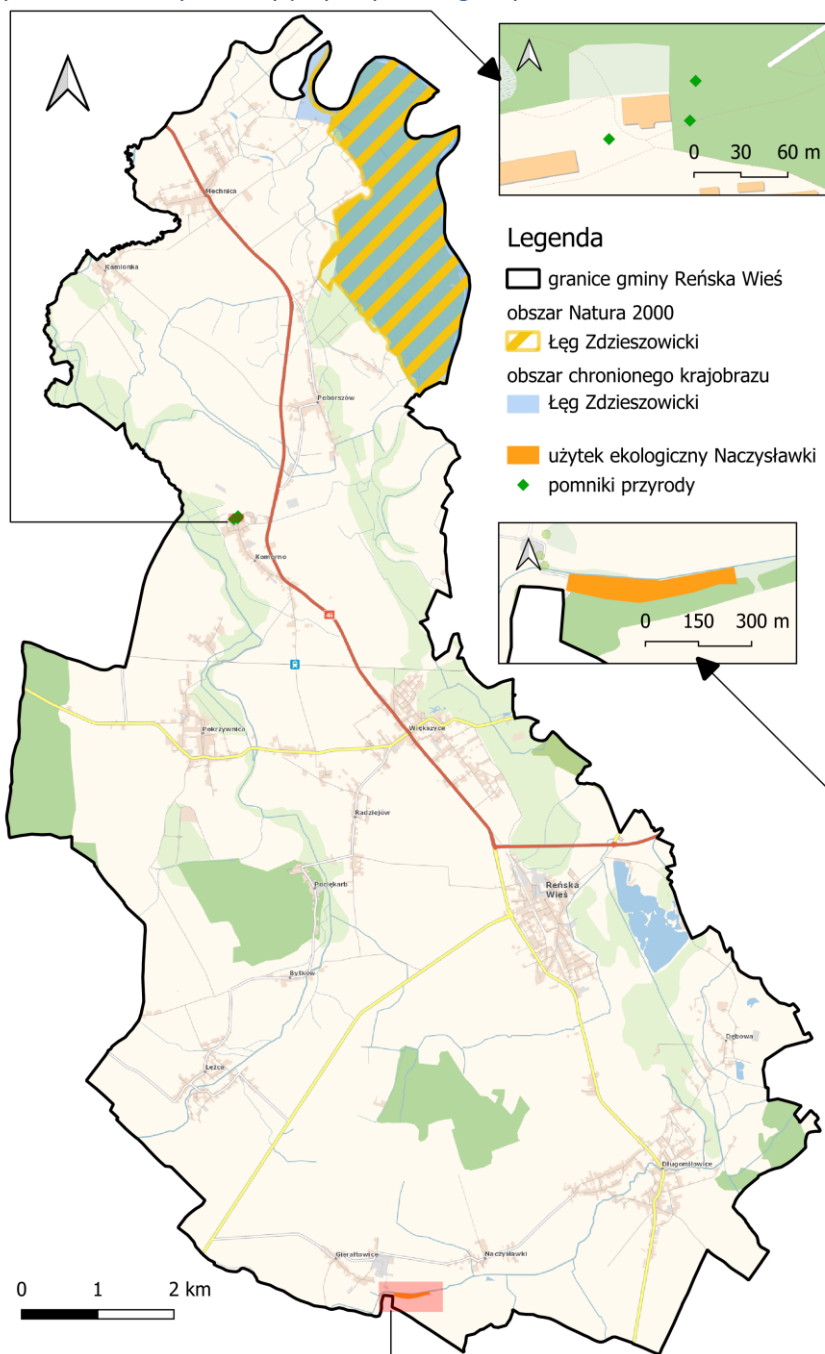 0 30 60 m
Legenda
granice gminy Reńska Wieś
obszar Natura 2000
Łęg Zdzieszowicki
obszar chronionego krajobrazu
Łęg Zdzieszowicki
użytek ekologiczny Naczysławki
pomniki przyrody
0 150 300 m
Mechnica
Kamionka
Poborszów
Komorno
45
Pokrzywnica
Większyce
Radziejów
Pociękarb
Reńska
Wieś
Bytków
Dębowa
Łężce
Długomiłowice
Gierałtowice
Naczysławki
0 1 2 km